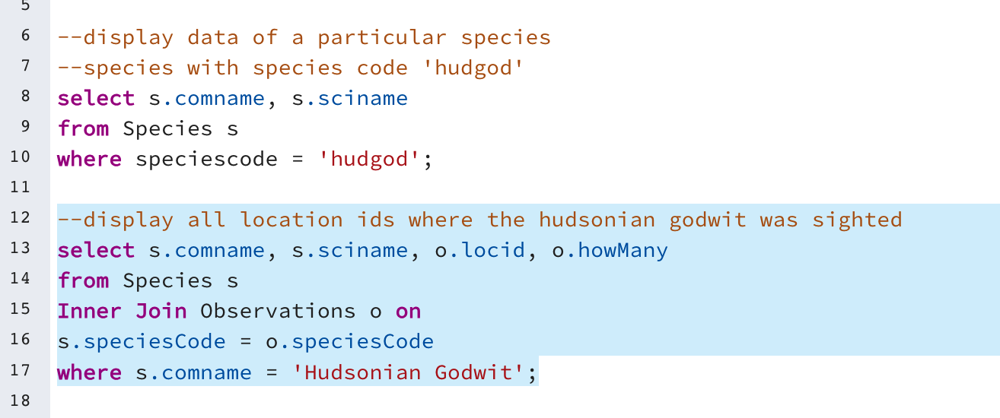 5
6 --display data of a particular species
7 --species with species code 'hudgod'
8 select s.comname, s.sciname
9 from Species s
10 where speciescode = 'hudgod';
11
12 --display all location ids where the hudsonian godwit was sighted
13 select s.comname, s.sciname, o.locid, o.howMany
14 from Species s
15 Inner Join Observations o on
16 s.speciesCode = o.speciesCode
17 where s.comname = 'Hudsonian Godwit';
18